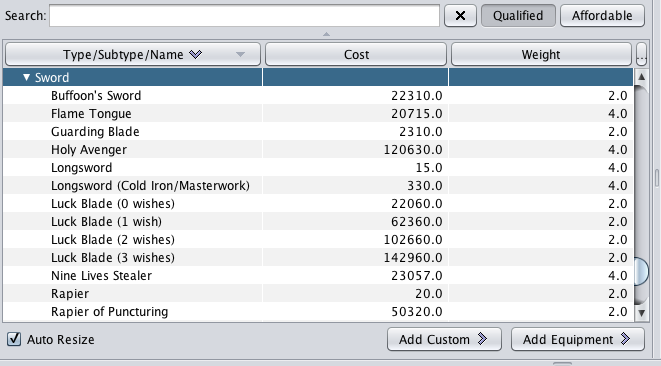 Search: Qualified Affordable
Type/Subtype/Name Cost Weight ...
Sword
Buffoon's Sword 22310.0 2.0
Flame Tongue 20715.0 4.0
Guarding Blade 2310.0 2.0
Holy Avenger 120630.0 4.0
Longsword 15.0 4.0
Longsword (Cold Iron/Masterwork) 330.0 4.0
Luck Blade (0 wishes) 22060.0 2.0
Luck Blade (1 wish) 62360.0 2.0
Luck Blade (2 wishes) 102660.0 2.0
Luck Blade (3 wishes) 142960.0 2.0
Nine Lives Stealer 23057.0 4.0
Rapier 20.0 2.0
Rapier of Puncturing 50320.0 2.0
Auto Resize Add Custom Add Equipment